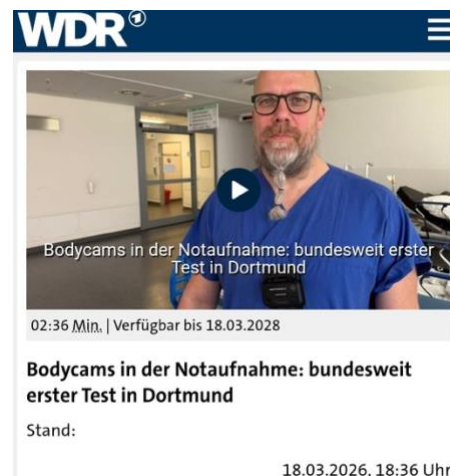 WDR
Bodycams in der Notaufnahme: bundesweit erster
Test in Dortmund
02:36 Min. | Verfügbar bis 18.03.2028
Bodycams in der Notaufnahme: bundesweit
erster Test in Dortmund
Stand:
18.03.2026, 18:36 Uhr